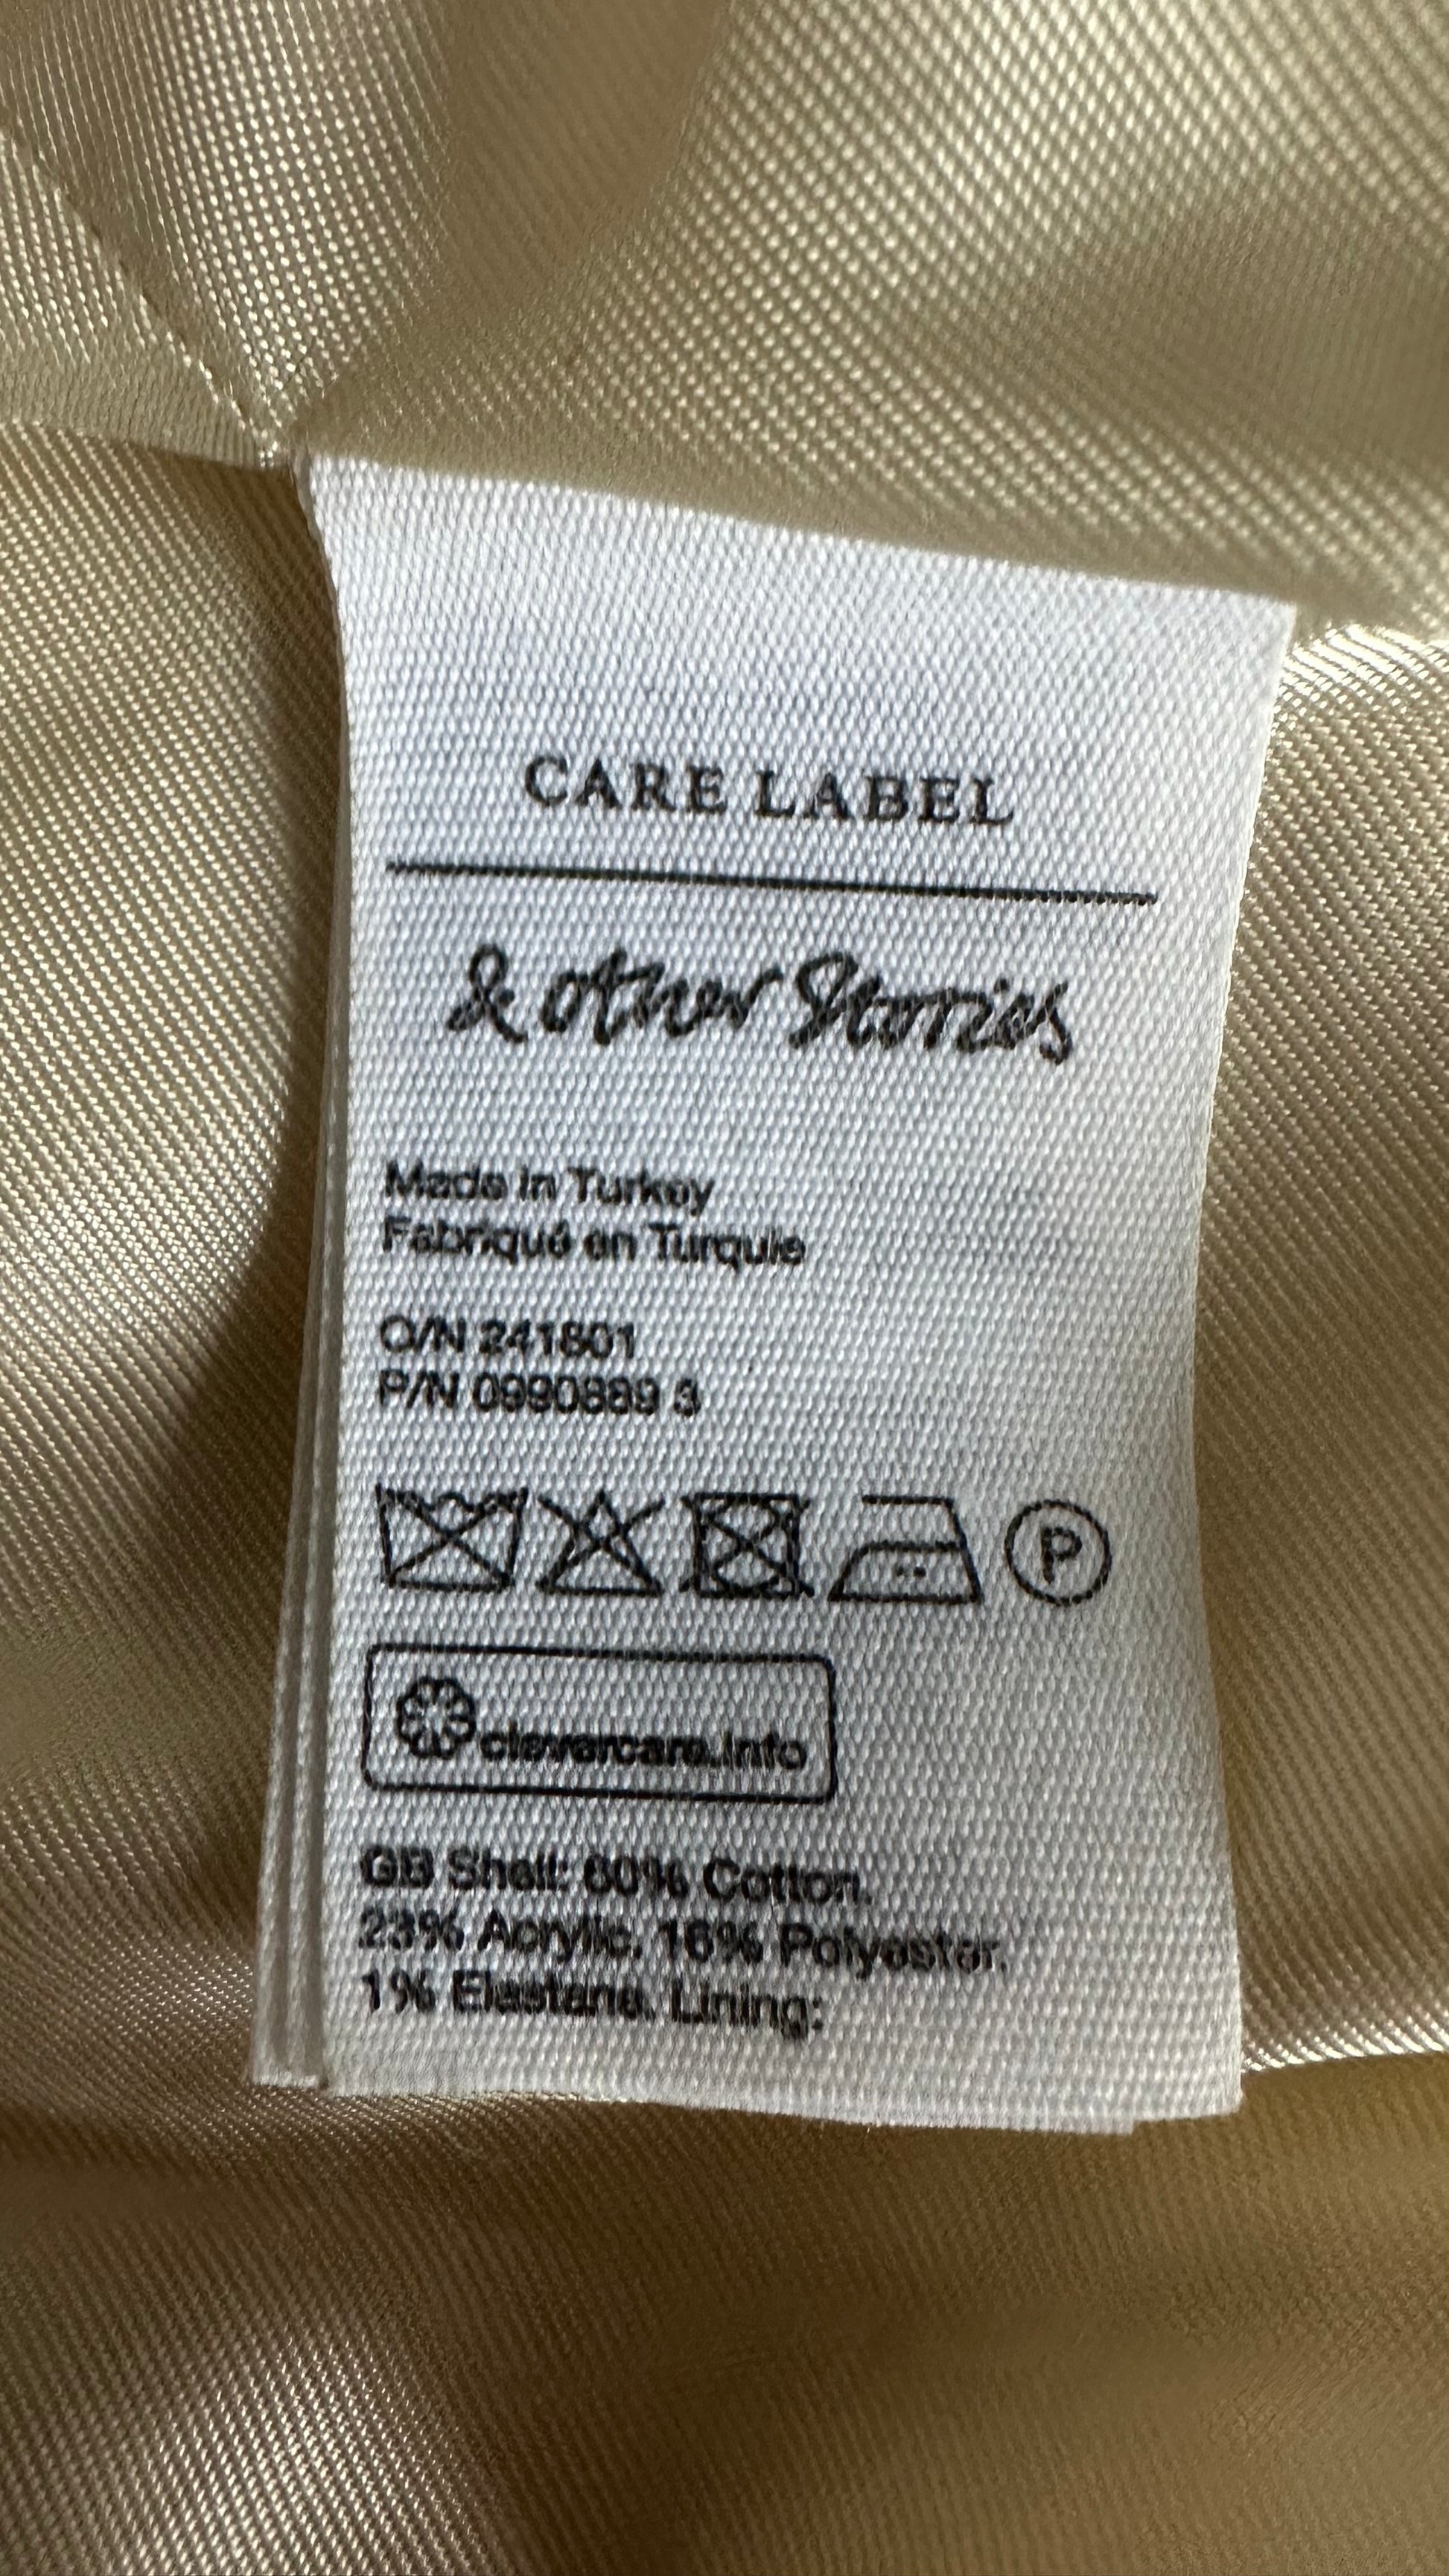 CARE LABEL
& other Stories
Made in Turkey
Fabriqué en Turquie
O/N 241801
P/N 0990889 3
P
clevercare.info
GB Shell: 60% Cotton,
23% Acrylic, 16% Polyester,
1% Elastane. Lining: